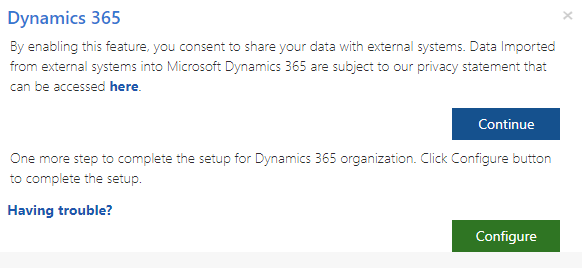 Dynamics 365
By enabling this feature, you consent to share your data with external systems. Data Imported
from external systems into Microsoft Dynamics 365 are subject to our privacy statement that
can be accessed here.
Continue
One more step to complete the setup for Dynamics 365 organization. Click Configure button
to complete the setup.
Having trouble?
Configure